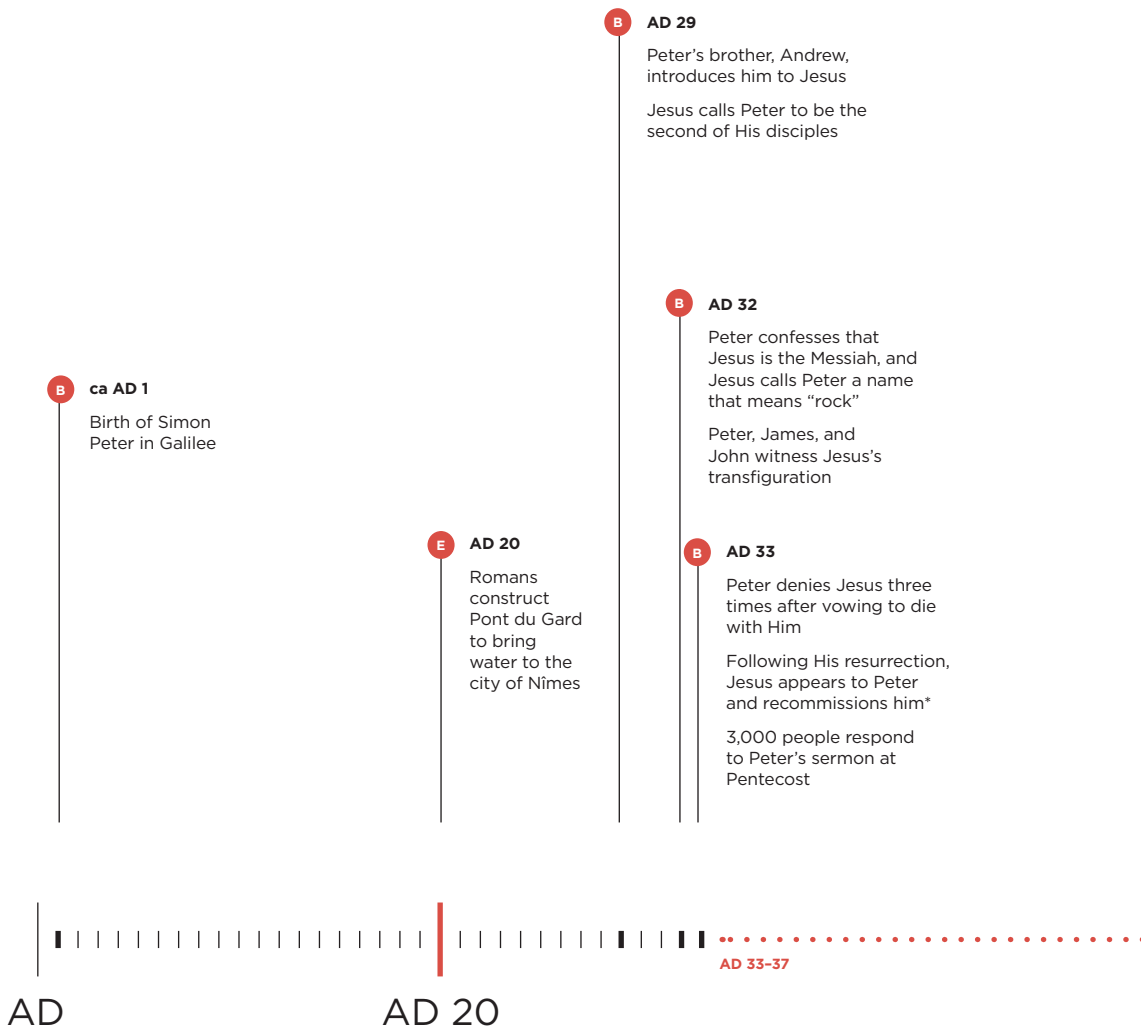 B
AD 29
Peter’s brother, Andrew,
introduces him to Jesus
Jesus calls Peter to be the
second of His disciples
B
AD 32
Peter confesses that
Jesus is the Messiah, and
Jesus calls Peter a name
that means “rock”
Peter, James, and
John witness Jesus’s
transfiguration
B
ca AD 1
Birth of Simon
Peter in Galilee
E
AD 20
Romans
construct
Pont du Gard
to bring
water to the
city of Nîmes
B
AD 33
Peter denies Jesus three
times after vowing to die
with Him
Following His resurrection,
Jesus appears to Peter
and recommissions him*
3,000 people respond
to Peter’s sermon at
Pentecost
AD 33–37
AD
AD 20